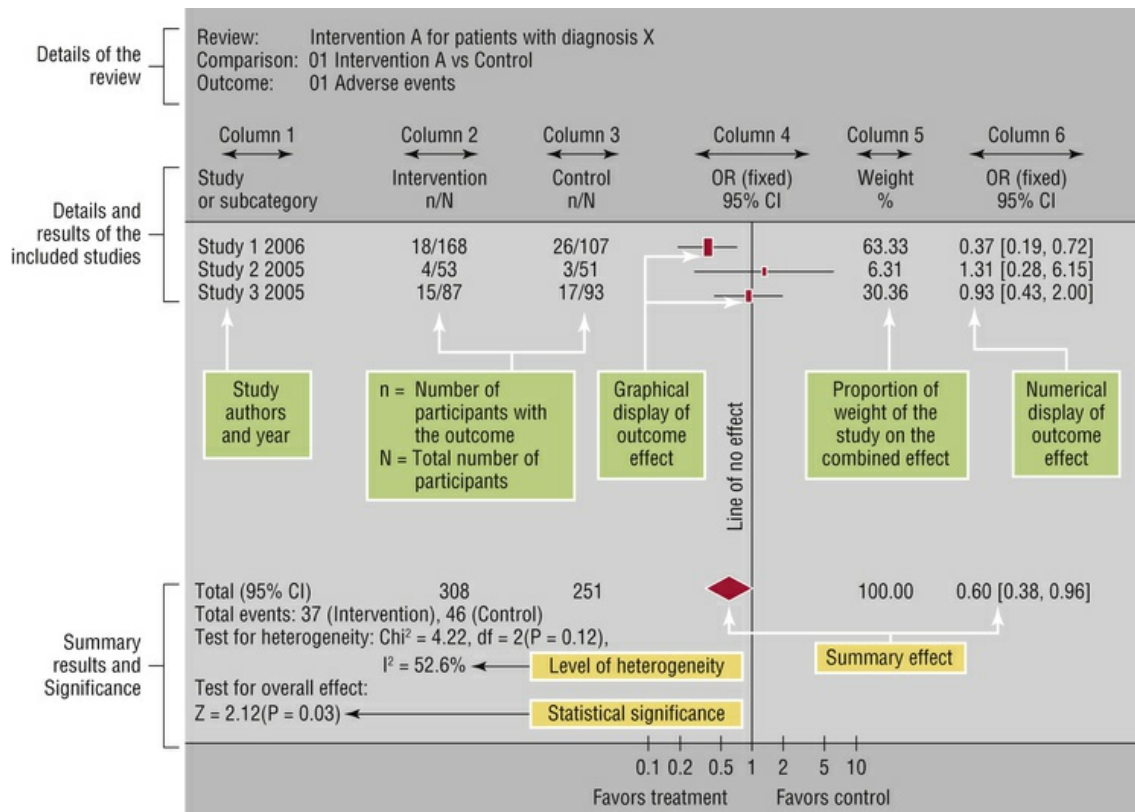 Details of the
review
Review: Intervention A for patients with diagnosis X
Comparison: 01 Intervention A vs Control
Outcome: 01 Adverse events
Column 1 Column 2 Column 3 Column 4 Column 5 Column 6
Details and
results of the
included studies
Study Intervention Control OR (fixed) Weight OR (fixed)
or subcategory n/N n/N 95% CI % 95% CI
Study 1 2006 18/168 26/107 63.33 0.37 [0.19, 0.72]
Study 2 2005 4/53 3/51 6.31 1.31 [0.28, 6.15]
Study 3 2005 15/87 17/93 30.36 0.93 [0.43, 2.00]
Study
authors
and year
n = Number of
participants with
the outcome
N = Total number of
participants
Graphical
display of
outcome
effect
Line of no effect
Proportion of
weight of the
study on the
combined effect
Numerical
display of
outcome
effect
Summary
results and
Significance
Total (95% CI) 308 251 100.00 0.60 [0.38, 0.96]
Total events: 37 (Intervention), 46 (Control)
Test for heterogeneity: Chi² = 4.22, df = 2(P = 0.12),
I² = 52.6% Level of heterogeneity
Summary effect
Test for overall effect:
Z = 2.12(P = 0.03) Statistical significance
0.1 0.2 0.5 1 2 5 10
Favors treatment Favors control